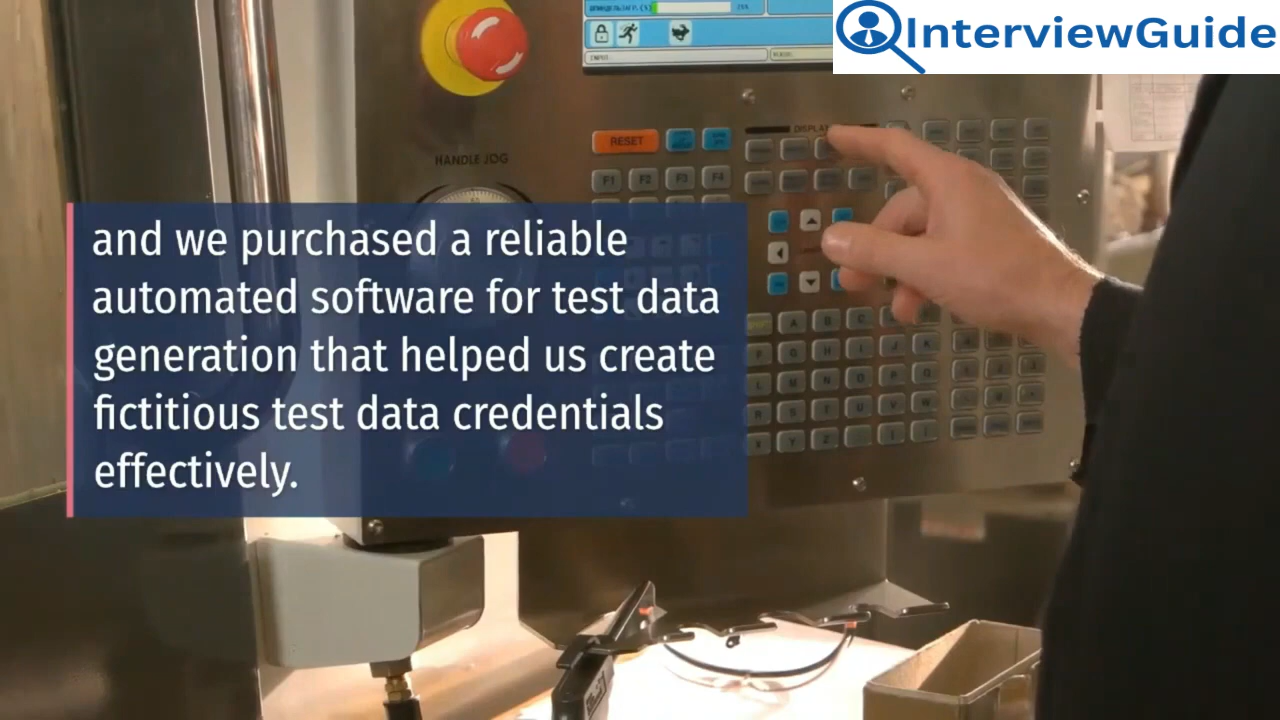 InterviewGuide
RESET
HANDLE JOG
DISPLAY
F1 F2 F3 F4
and we purchased a reliable
automated software for test data
generation that helped us create
fictitious test data credentials
effectively.